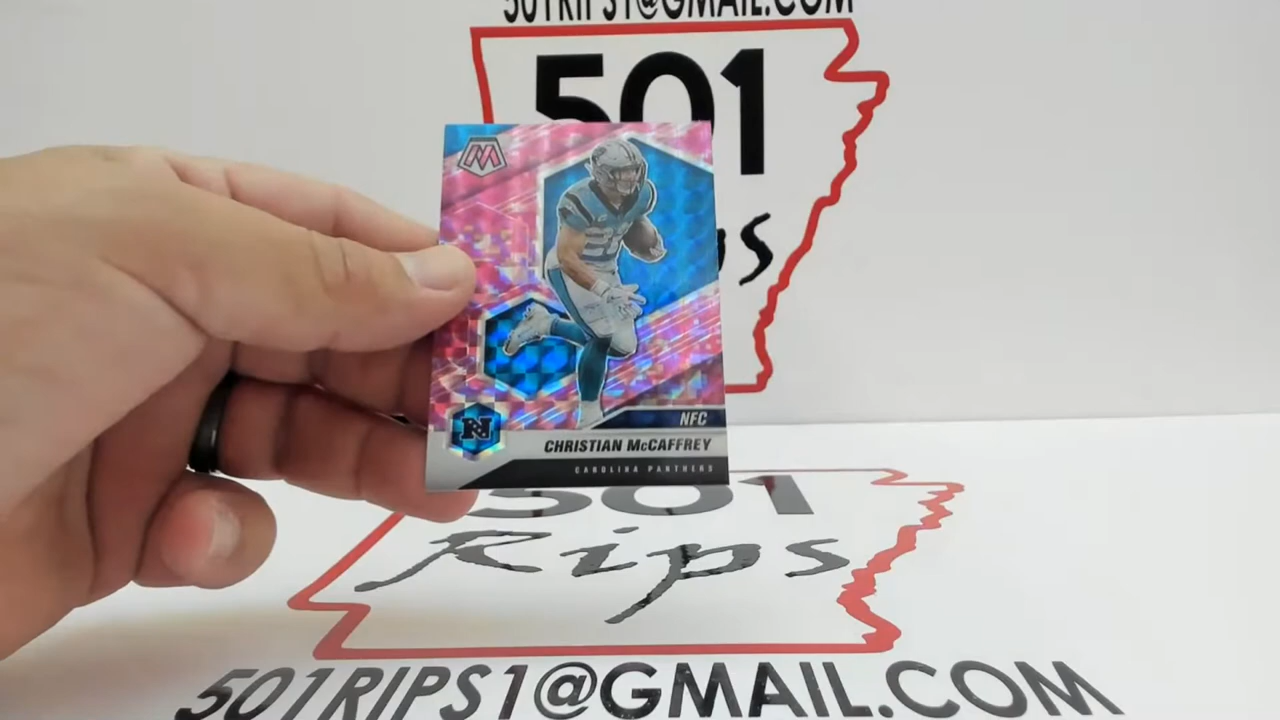 501RIPS1@GMAIL.COM
501
M
NFC
N
CHRISTIAN McCAFFREY
CAROLINA PANTHERS
501
Rips
501RIPS1@GMAIL.COM